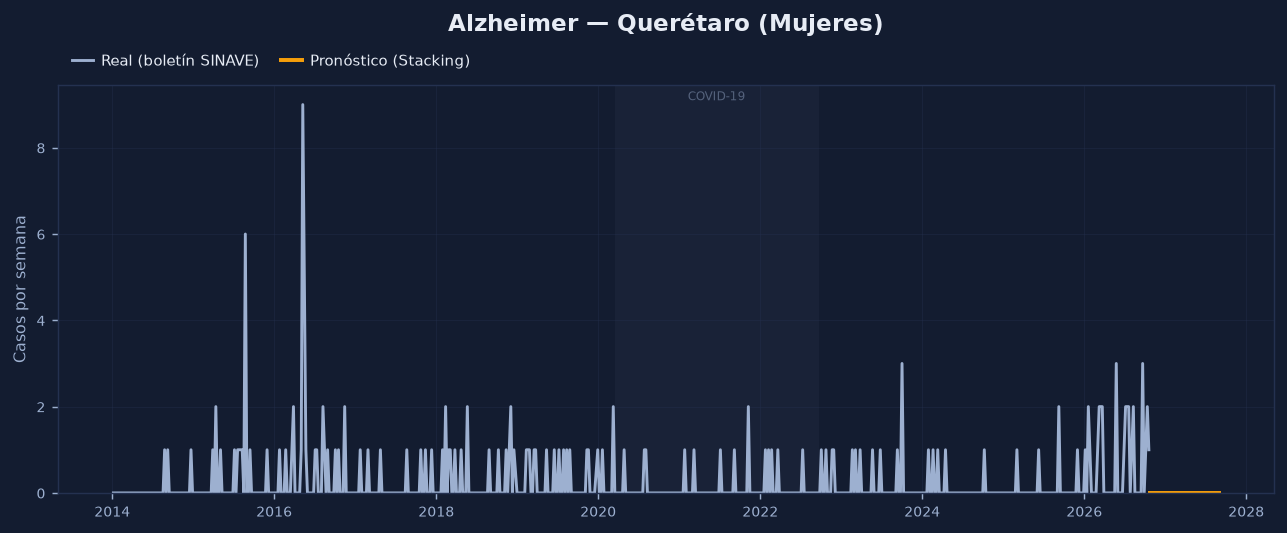 Alzheimer — Querétaro (Mujeres)
Real (boletín SINAVE) Pronóstico (Stacking)
COVID-19
Casos por semana
8
6
4
2
0
2014 2016 2018 2020 2022 2024 2026 2028